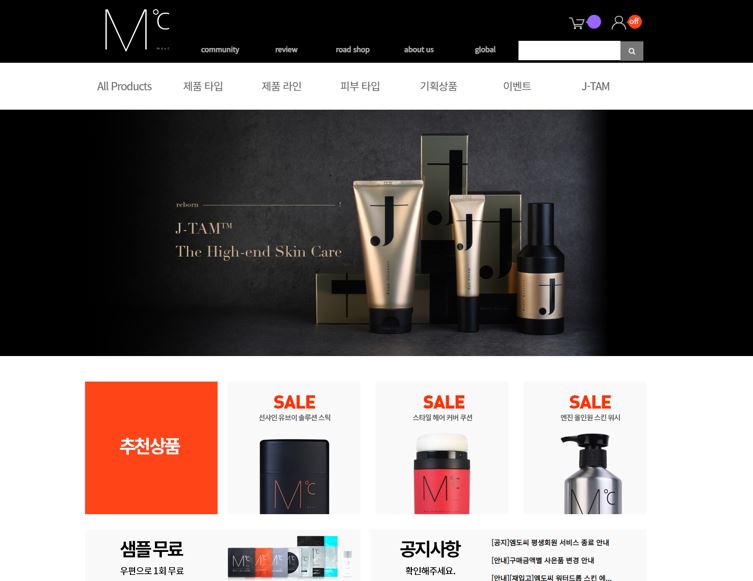 M℃
off
community review road shop about us global
All Products 제품 타입 제품 라인 피부 타입 기획상품 이벤트 J-TAM
reborn
J-TAM™
The High-end Skin Care
추천상품
SALE
선샤인 유브이 솔루션 스틱
SALE
스타일 헤어 커버 쿠션
SALE
맨진 올인원 스킨 워시
M℃
M℃
M℃
샘플 무료
우편으로 1회 무료
공지사항
확인해주세요.
[공지]엠도씨 평생회원 서비스 종료 안내
[안내]구매금액별 사은품 변경 안내
[안내][재입고]엠도씨 워터드롭 스킨 에...